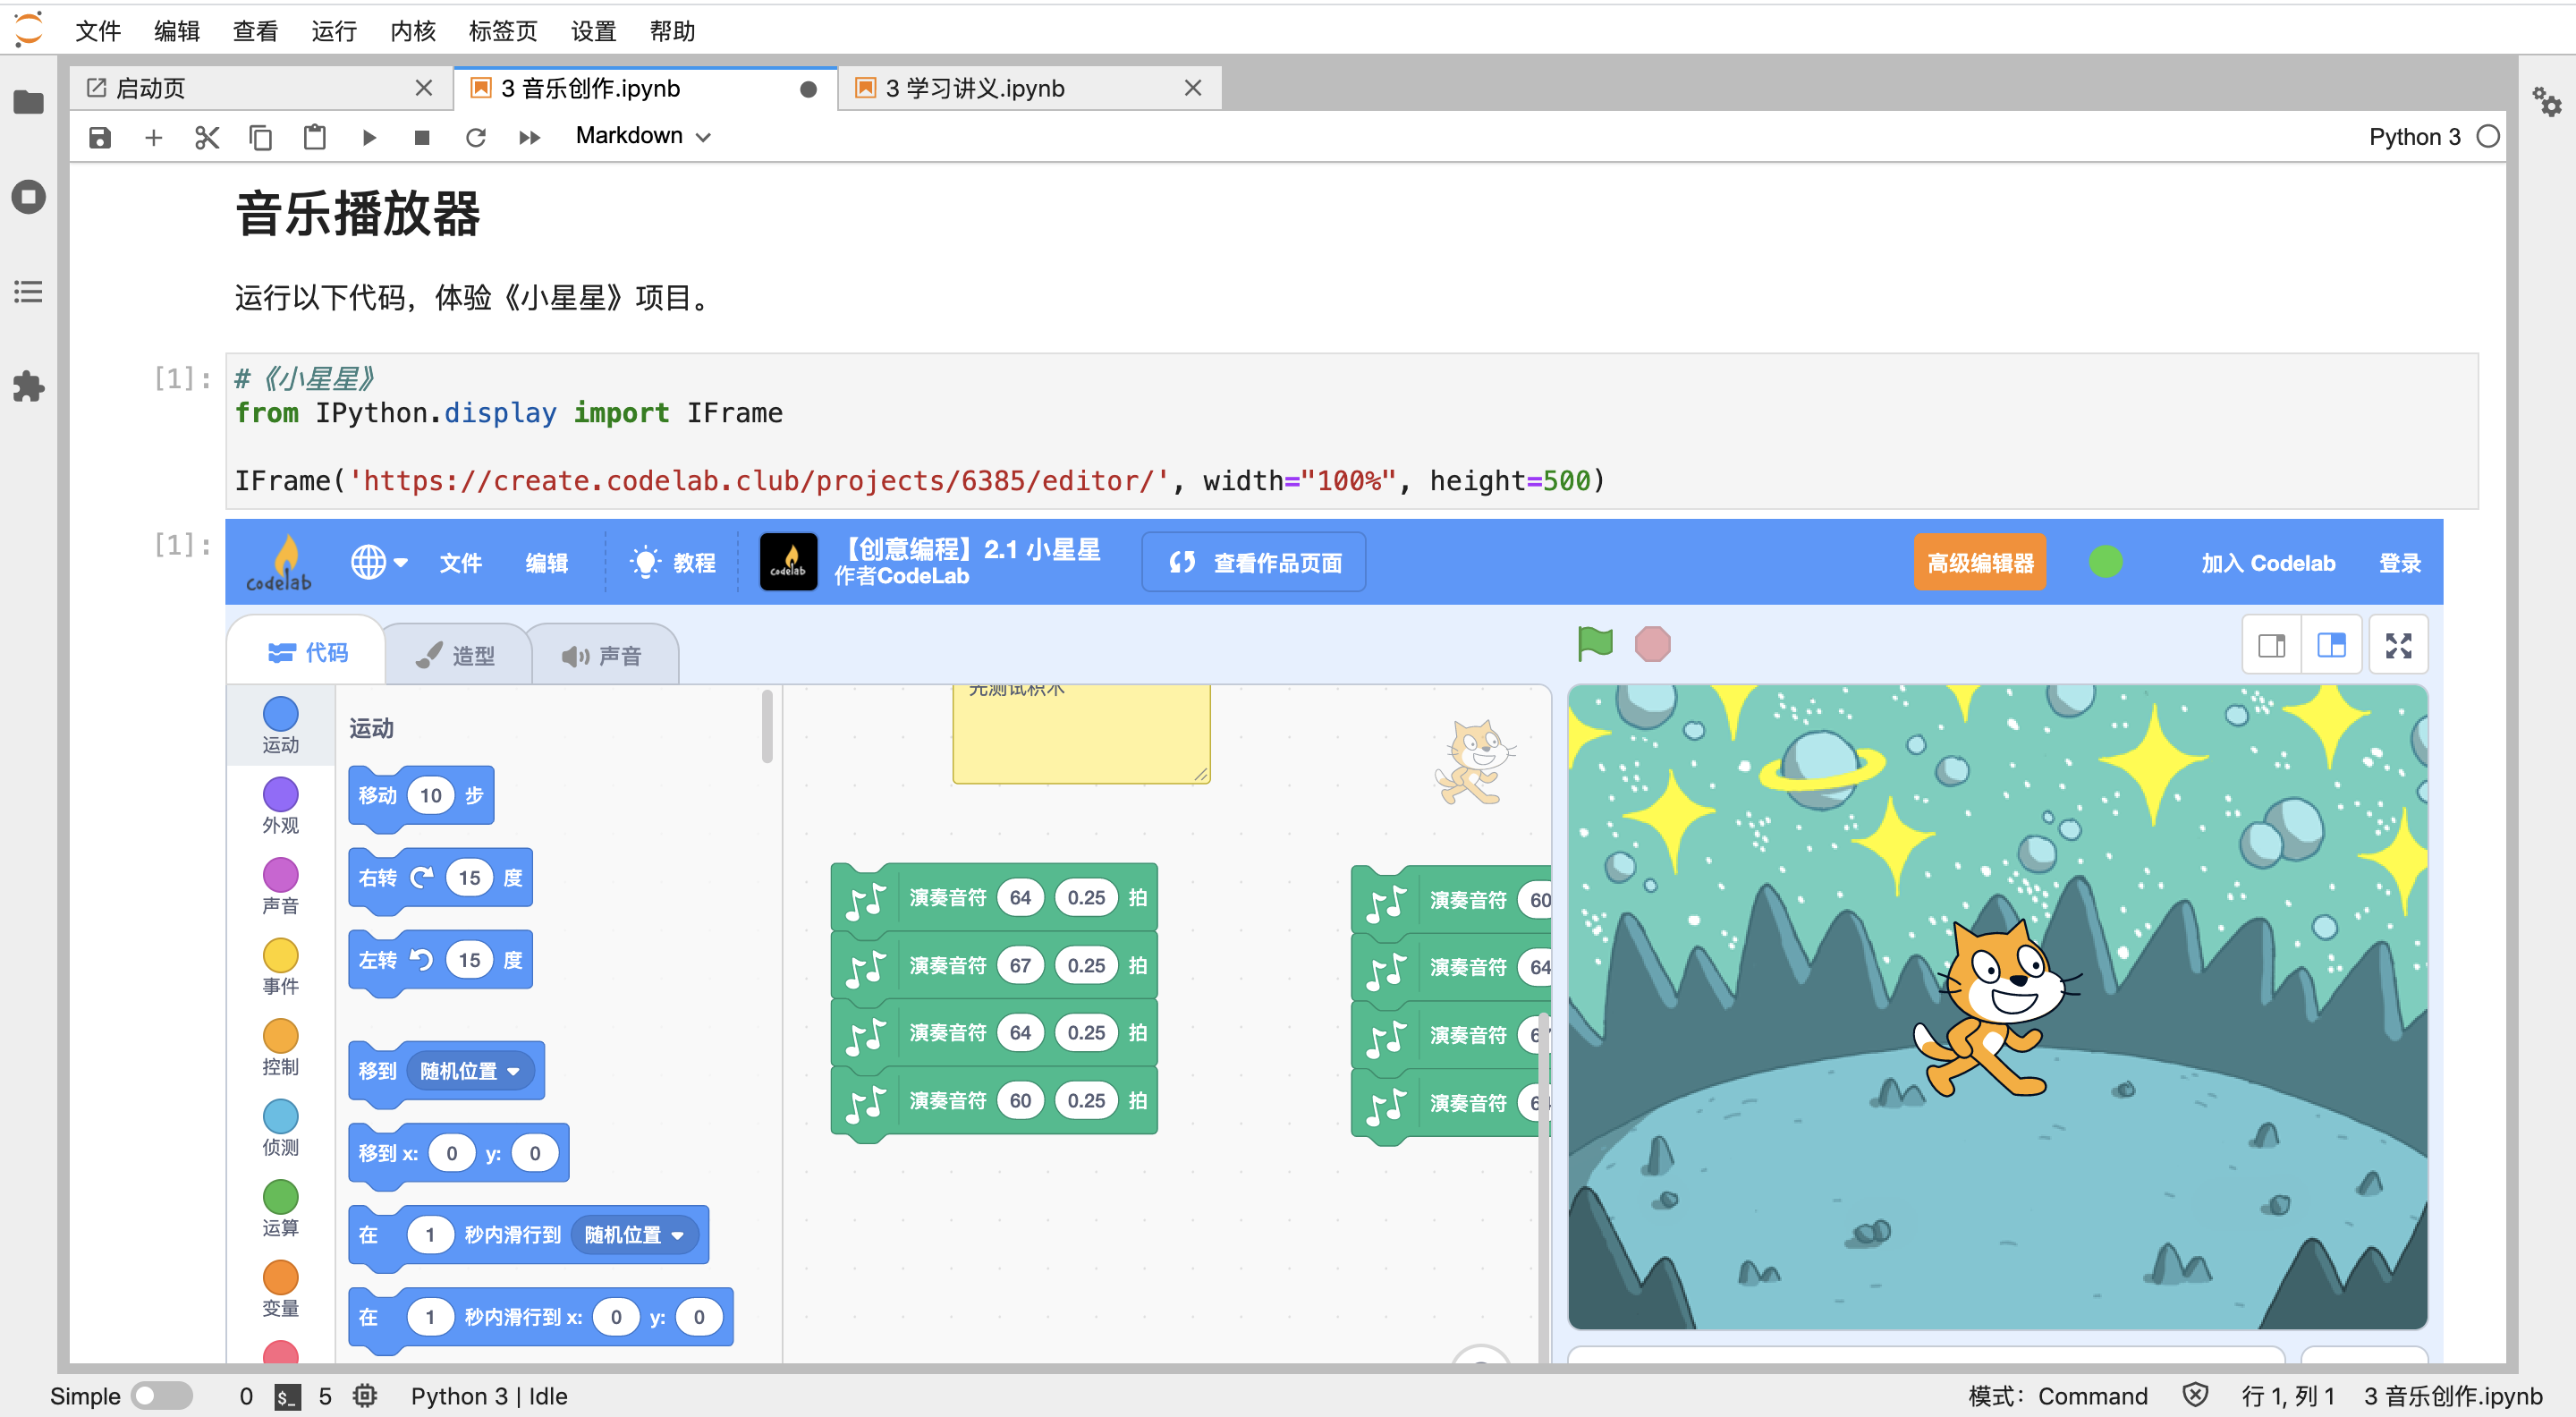 文件 编辑 查看 运行 内核 标签页 设置 帮助
启动页
3 音乐创作.ipynb
3 学习讲义.ipynb
Markdown
Python 3
音乐播放器
运行以下代码，体验《小星星》项目。
[1]:
#《小星星》
from IPython.display import IFrame
IFrame('https://create.codelab.club/projects/6385/editor/', width="100%", height=500)
[1]:
codelab
文件
编辑
教程
codelab
【创意编程】2.1 小星星
作者CodeLab
查看作品页面
高级编辑器
加入 Codelab
登录
代码
造型
声音
运动
外观
声音
事件
控制
侦测
运算
变量
运动
移动 10 步
右转 15 度
左转 15 度
移到 随机位置
移到 x: 0 y: 0
在 1 秒内滑行到 随机位置
在 1 秒内滑行到 x: 0 y: 0
先测试积木
演奏音符 64 0.25 拍
演奏音符 67 0.25 拍
演奏音符 64 0.25 拍
演奏音符 60 0.25 拍
演奏音符 60
演奏音符 64
演奏音符
演奏音符
Simple
0
$_
5
Python 3 | Idle
模式： Command
行 1, 列 1
3 音乐创作.ipynb